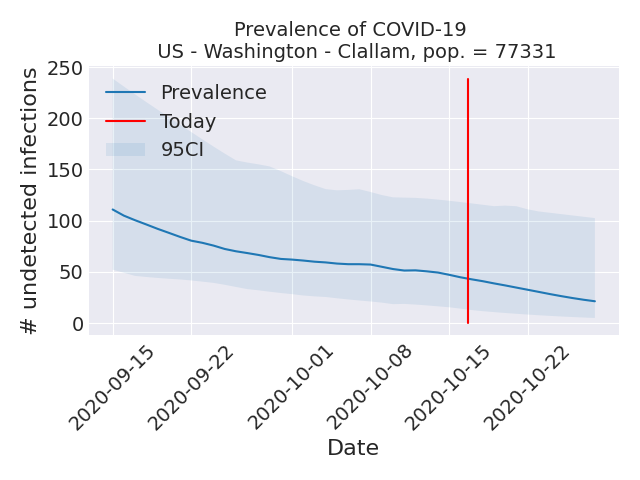 Prevalence of COVID-19
US - Washington - Clallam, pop. = 77331
# undetected infections
250
200
150
100
50
0
Prevalence
Today
95CI
2020-09-15
2020-09-22
2020-10-01
2020-10-08
2020-10-15
2020-10-22
Date